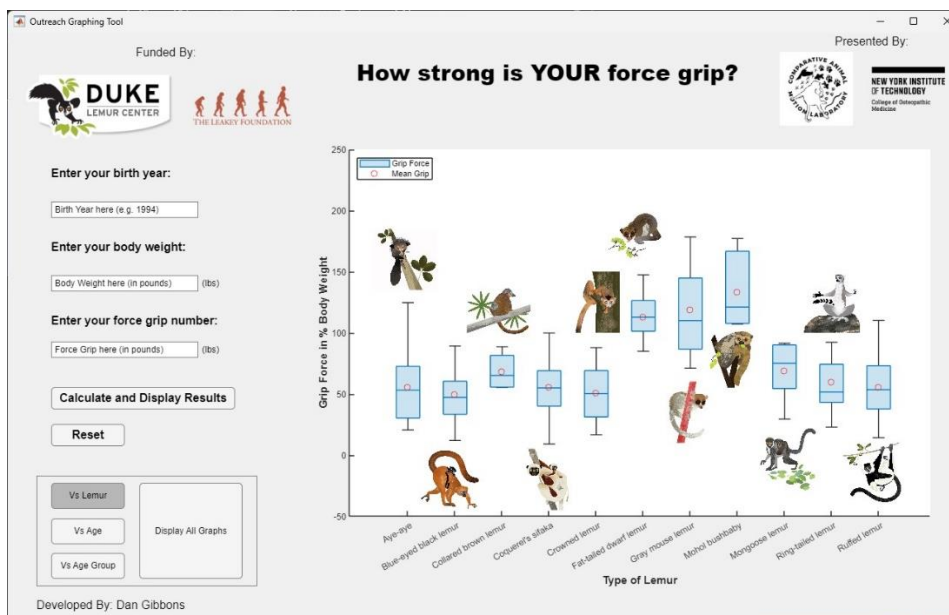 Outreach Graphing Tool
Funded By:
Presented By:
DUKE
LEMUR CENTER
THE LEAKEY FOUNDATION
How strong is YOUR force grip?
COMPARATIVE ANIMAL
MOTION LABORATORY
NEW YORK INSTITUTE
OF TECHNOLOGY
College of Osteopathic
Medicine
Enter your birth year:
Birth Year here (e.g. 1994)
Enter your body weight:
Body Weight here (in pounds) (lbs)
Enter your force grip number:
Force Grip here (in pounds) (lbs)
Calculate and Display Results
Reset
Vs Lemur
Vs Age
Vs Age Group
Display All Graphs
Developed By: Dan Gibbons
Grip Force
Mean Grip
Grip Force in % Body Weight
250
200
150
100
50
0
-50
Aye-aye
Blue-eyed black lemur
Collared brown lemur
Coquerel's sifaka
Crowned lemur
Fat-tailed dwarf lemur
Gray mouse lemur
Mohol bushbaby
Mongoose lemur
Ring-tailed lemur
Ruffed lemur
Type of Lemur